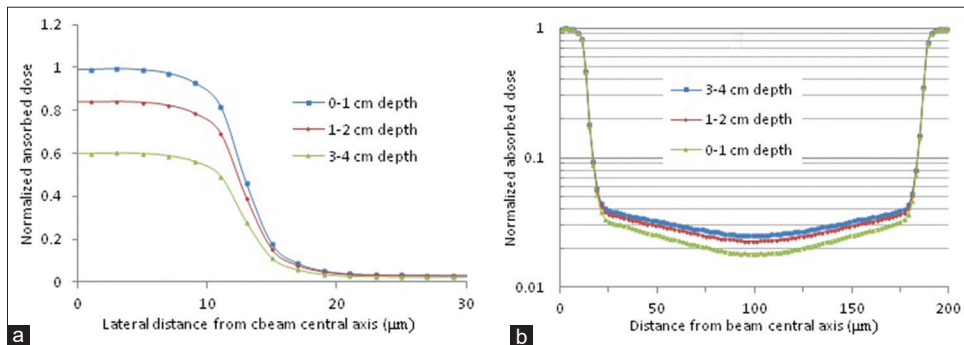 1.2
1
0.8
0.6
0.4
0.2
0
0
10
20
30
Normalized ansorbed dose
Lateral distance from cbeam central axis (µm)
0-1 cm depth
1-2 cm depth
3-4 cm depth
a
1
0.1
0.01
0
50
100
150
200
Normalized absorbed dose
Distance from beam central axis (µm)
3-4 cm depth
1-2 cm depth
0-1 cm depth
b